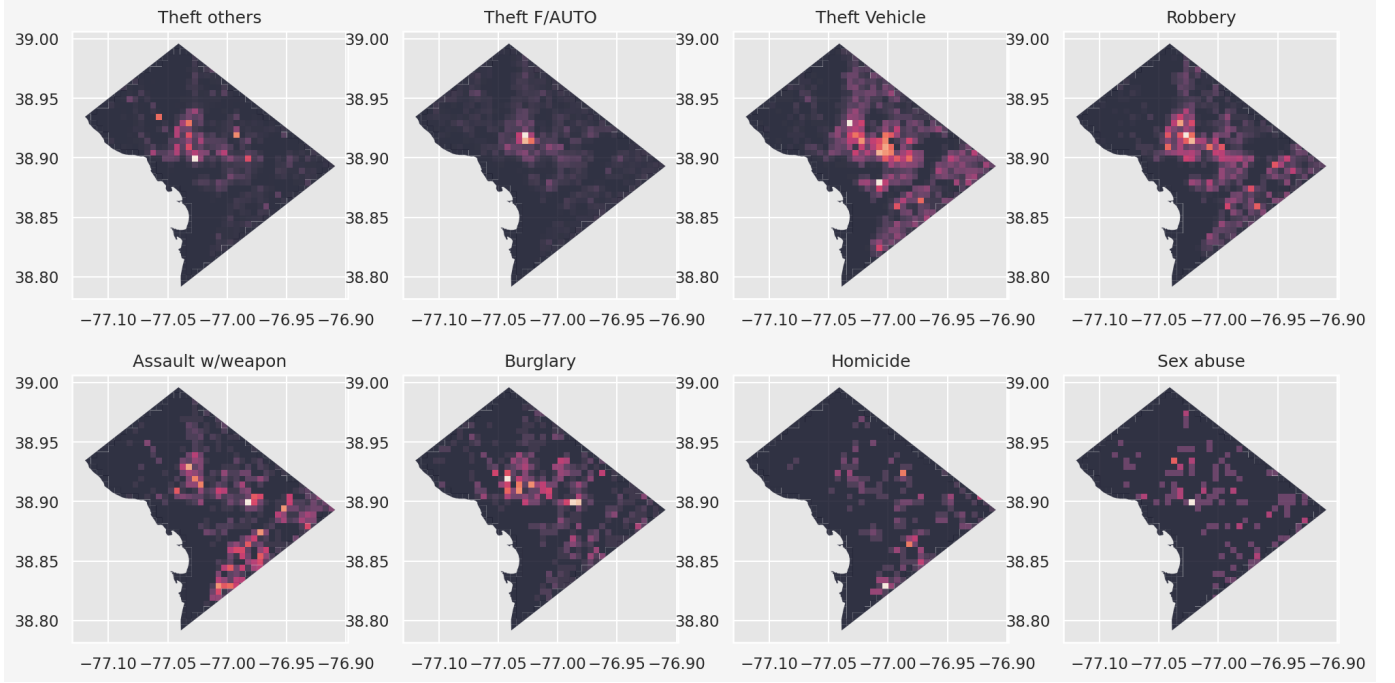 Theft others Theft F/AUTO Theft Vehicle Robbery
39.00 39.00 39.00 39.00
38.95 38.95 38.95 38.95
38.90 38.90 38.90 38.90
38.85 38.85 38.85 38.85
38.80 38.80 38.80 38.80
−77.10 −77.05 −77.00 −76.95 −76.90 −77.10 −77.05 −77.00 −76.95 −76.90 −77.10 −77.05 −77.00 −76.95 −76.90 −77.10 −77.05 −77.00 −76.95 −76.90
Assault w/weapon Burglary Homicide Sex abuse
39.00 39.00 39.00 39.00
38.95 38.95 38.95 38.95
38.90 38.90 38.90 38.90
38.85 38.85 38.85 38.85
38.80 38.80 38.80 38.80
−77.10 −77.05 −77.00 −76.95 −76.90 −77.10 −77.05 −77.00 −76.95 −76.90 −77.10 −77.05 −77.00 −76.95 −76.90 −77.10 −77.05 −77.00 −76.95 −76.90